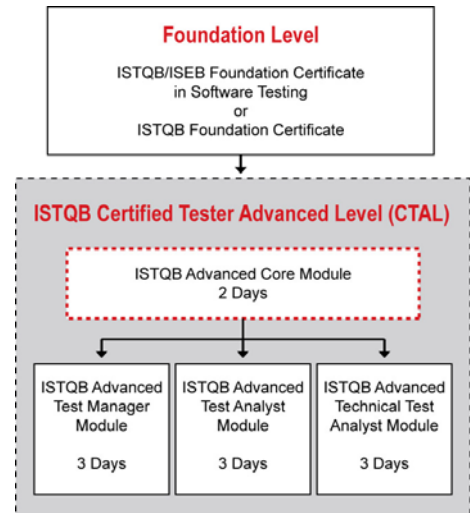 Foundation Level
ISTQB/ISEB Foundation Certificate
in Software Testing
or
ISTQB Foundation Certificate
ISTQB Certified Tester Advanced Level (CTAL)
ISTQB Advanced Core Module
2 Days
ISTQB Advanced
Test Manager
Module
3 Days
ISTQB Advanced
Test Analyst
Module
3 Days
ISTQB Advanced
Technical Test
Analyst Module
3 Days